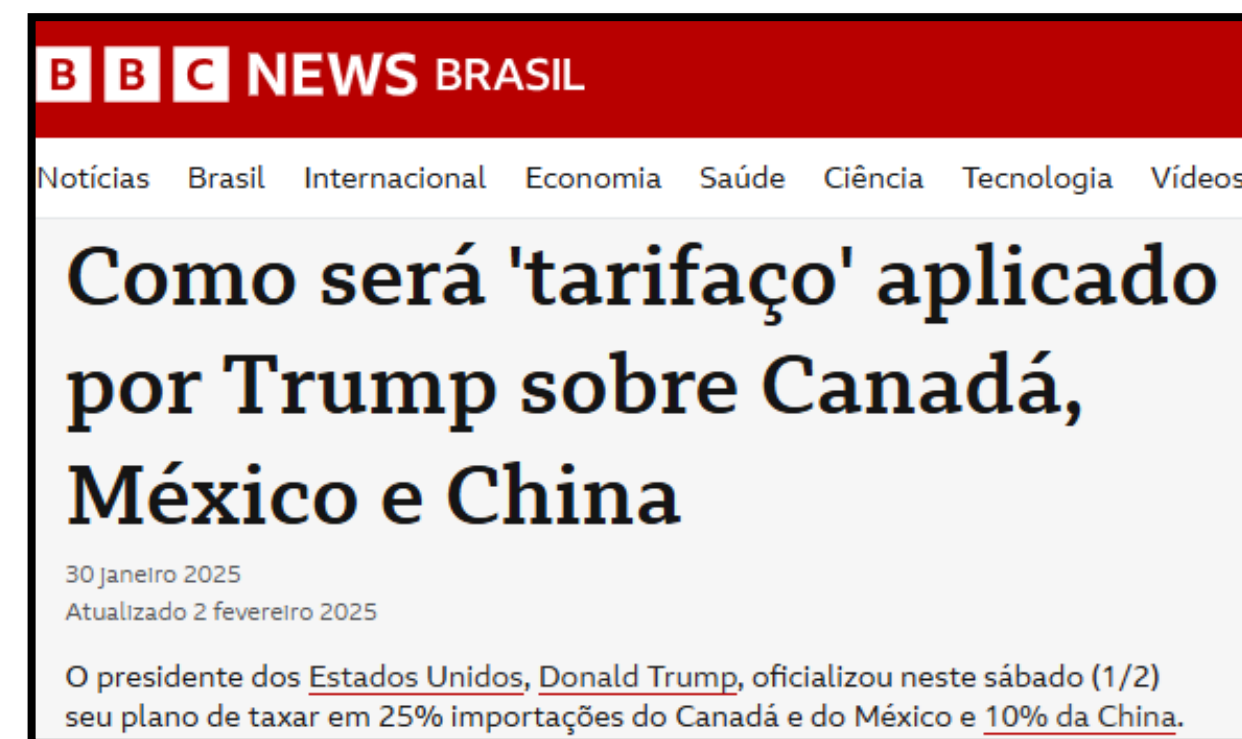 BBC NEWS BRASIL
Notícias Brasil Internacional Economia Saúde Ciência Tecnologia Vídeos
Como será 'tarifaço' aplicado
por Trump sobre Canadá,
México e China
30 janeiro 2025
Atualizado 2 fevereiro 2025
O presidente dos Estados Unidos, Donald Trump, oficializou neste sábado (1/2)
seu plano de taxar em 25% importações do Canadá e do México e 10% da China.